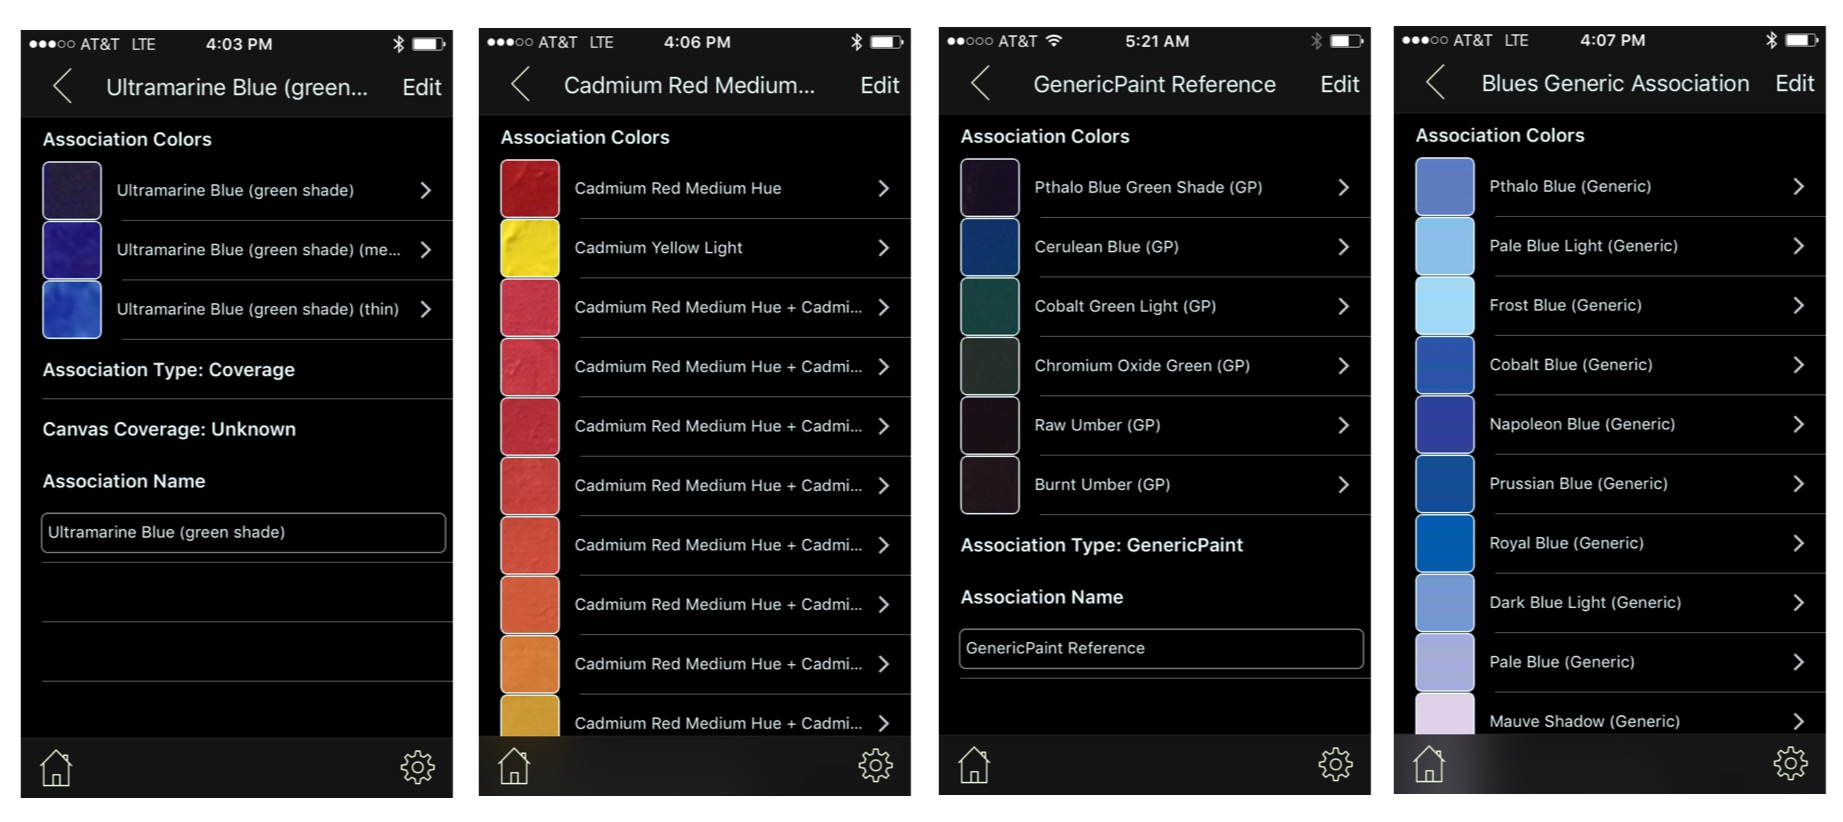 AT&T LTE 4:03 PM
Ultramarine Blue (green... Edit
Association Colors
Ultramarine Blue (green shade)
Ultramarine Blue (green shade) (me...
Ultramarine Blue (green shade) (thin)
Association Type: Coverage
Canvas Coverage: Unknown
Association Name
Ultramarine Blue (green shade)
AT&T LTE 4:06 PM
Cadmium Red Medium... Edit
Association Colors
Cadmium Red Medium Hue
Cadmium Yellow Light
Cadmium Red Medium Hue + Cadmi...
Cadmium Red Medium Hue + Cadmi...
Cadmium Red Medium Hue + Cadmi...
Cadmium Red Medium Hue + Cadmi...
Cadmium Red Medium Hue + Cadmi...
Cadmium Red Medium Hue + Cadmi...
Cadmium Red Medium Hue + Cadmi...
Cadmium Red Medium Hue + Cadmi...
AT&T 5:21 AM
GenericPaint Reference Edit
Association Colors
Pthalo Blue Green Shade (GP)
Cerulean Blue (GP)
Cobalt Green Light (GP)
Chromium Oxide Green (GP)
Raw Umber (GP)
Burnt Umber (GP)
Association Type: GenericPaint
Association Name
GenericPaint Reference
AT&T LTE 4:07 PM
Blues Generic Association Edit
Association Colors
Pthalo Blue (Generic)
Pale Blue Light (Generic)
Frost Blue (Generic)
Cobalt Blue (Generic)
Napoleon Blue (Generic)
Prussian Blue (Generic)
Royal Blue (Generic)
Dark Blue Light (Generic)
Pale Blue (Generic)
Mauve Shadow (Generic)